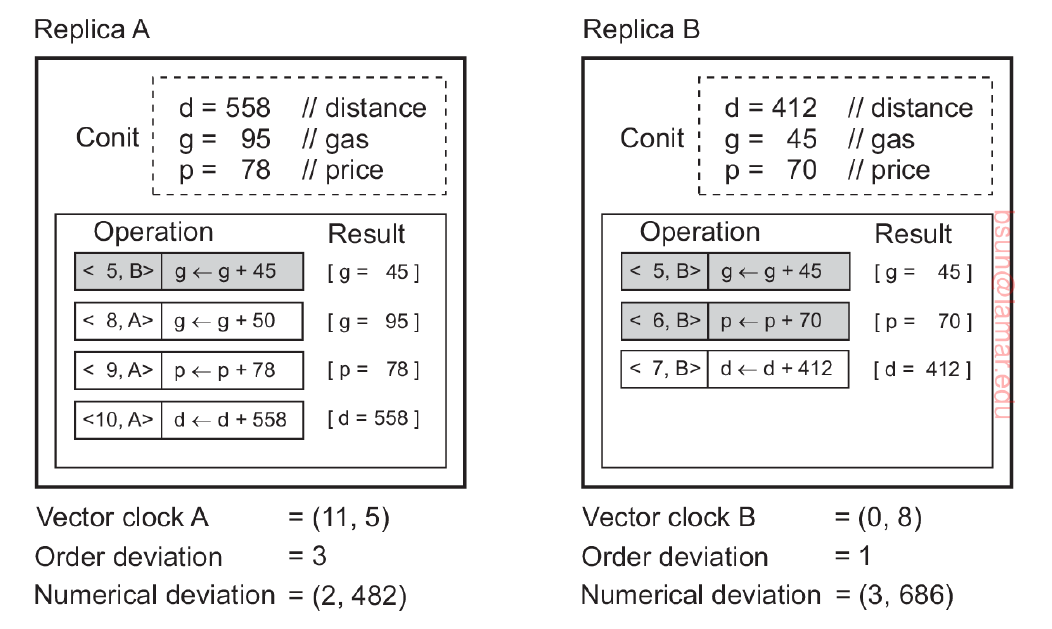 Replica A
Conit
d = 558 // distance
g = 95 // gas
p = 78 // price
Operation Result
< 5, B> g ← g + 45 [ g = 45 ]
< 8, A> g ← g + 50 [ g = 95 ]
< 9, A> p ← p + 78 [ p = 78 ]
<10, A> d ← d + 558 [ d = 558 ]
Vector clock A = (11, 5)
Order deviation = 3
Numerical deviation = (2, 482)
Replica B
Conit
d = 412 // distance
g = 45 // gas
p = 70 // price
Operation Result
< 5, B> g ← g + 45 [ g = 45 ]
< 6, B> p ← p + 70 [ p = 70 ]
< 7, B> d ← d + 412 [ d = 412 ]
Vector clock B = (0, 8)
Order deviation = 1
Numerical deviation = (3, 686)
bsun@lamar.edu